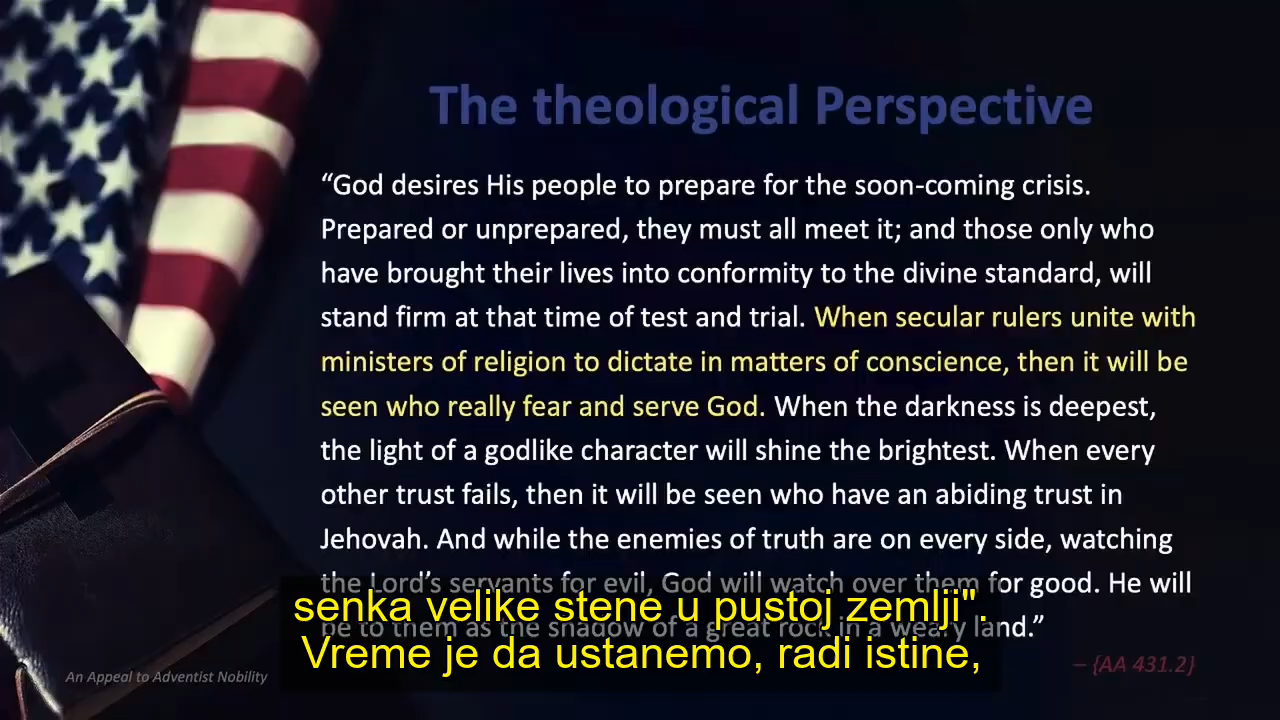 The theological Perspective
“God desires His people to prepare for the soon-coming crisis.
Prepared or unprepared, they must all meet it; and those only who
have brought their lives into conformity to the divine standard, will
stand firm at that time of test and trial. When secular rulers unite with
ministers of religion to dictate in matters of conscience, then it will be
seen who really fear and serve God. When the darkness is deepest,
the light of a godlike character will shine the brightest. When every
other trust fails, then it will be seen who have an abiding trust in
Jehovah. And while the enemies of truth are on every side, watching
the Lord’s servants for evil, God will watch over them for good. He will
be to them as the shadow of a great rock in a weary land.”
senka velike stene u pustoj zemlji".
Vreme je da ustanemo, radi istine,
– {AA 431.2}
An Appeal to Adventist Nobility